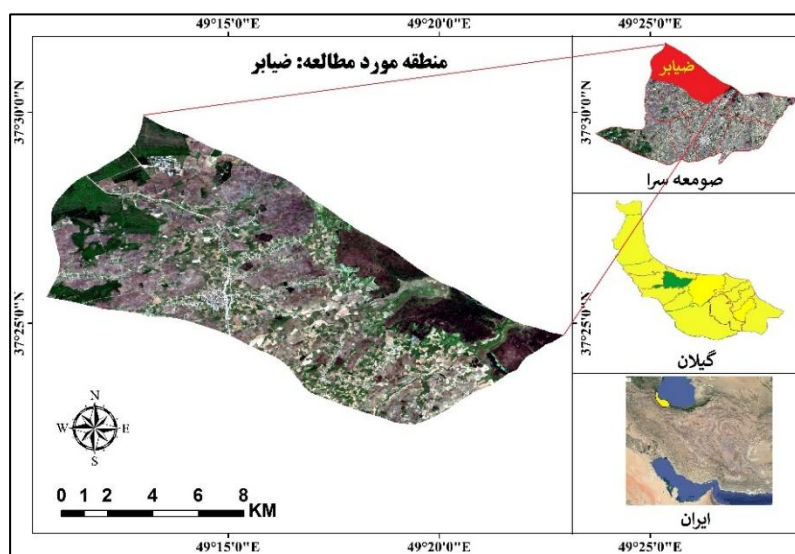 49°15'0"E
49°20'0"E
49°25'0"E
منطقه مورد مطالعه: ضیابر
37°30'0"N
37°30'0"N
37°25'0"N
37°25'0"N
ضیابر
صومعه سرا
گیلان
ایران
N
W
E
S
0 1 2 4 6 8
KM
49°15'0"E
49°20'0"E
49°25'0"E